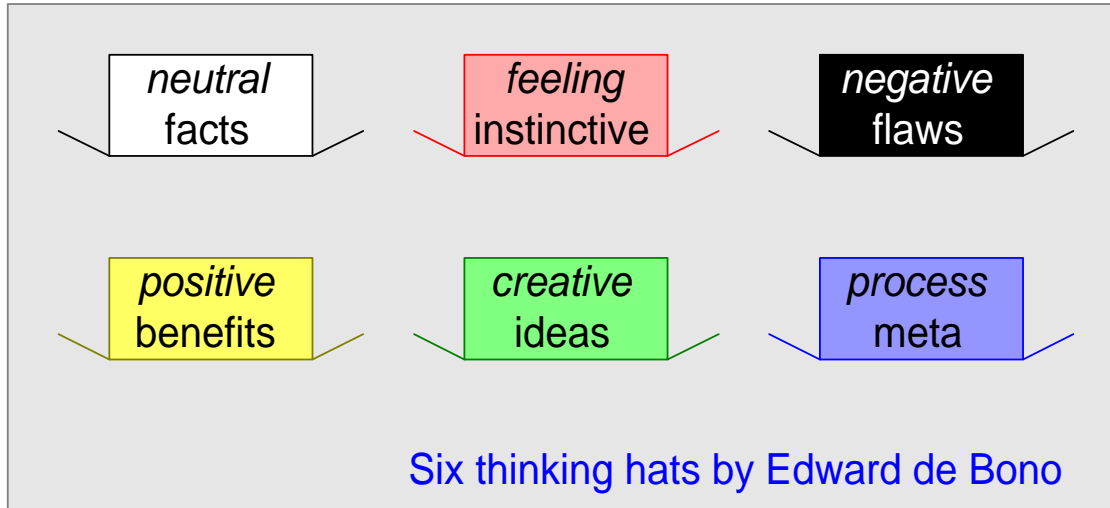 neutral
facts
feeling
instinctive
negative
flaws
positive
benefits
creative
ideas
process
meta
Six thinking hats by Edward de Bono